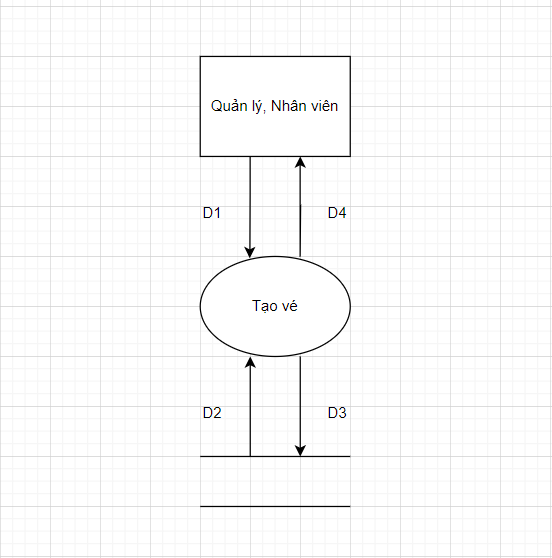 Quản lý, Nhân viên
D1
D4
Tạo vé
D2
D3